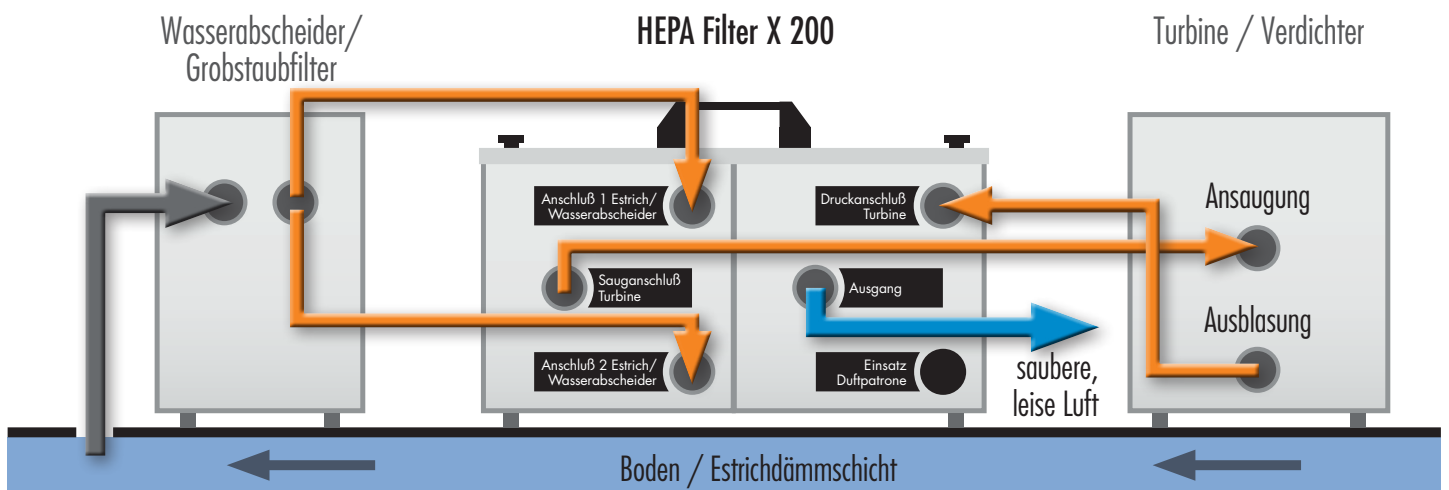 Wasserabscheider/
Grobstaubfilter
HEPA Filter X 200
Turbine / Verdichter
Anschluß 1 Estrich/
Wasserabscheider
Druckanschluß
Turbine
Ansaugung
Sauganschluß
Turbine
Ausgang
Ausblasung
Anschluß 2 Estrich/
Wasserabscheider
Einsatz
Duftpatrone
saubere,
leise Luft
Boden / Estrichdämmschicht